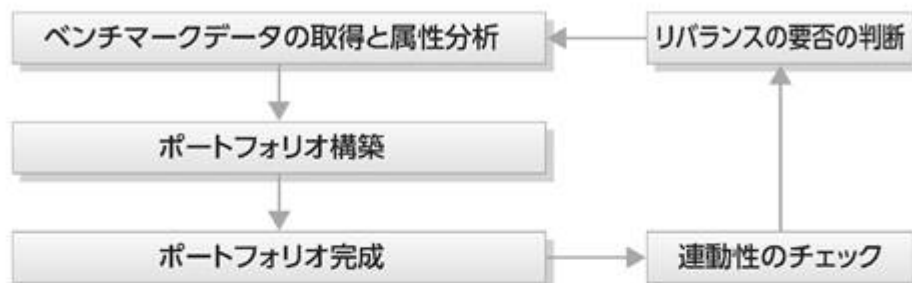 ベンチマークデータの取得と属性分析
リバランスの要否の判断
ポートフォリオ構築
ポートフォリオ完成
連動性のチェック